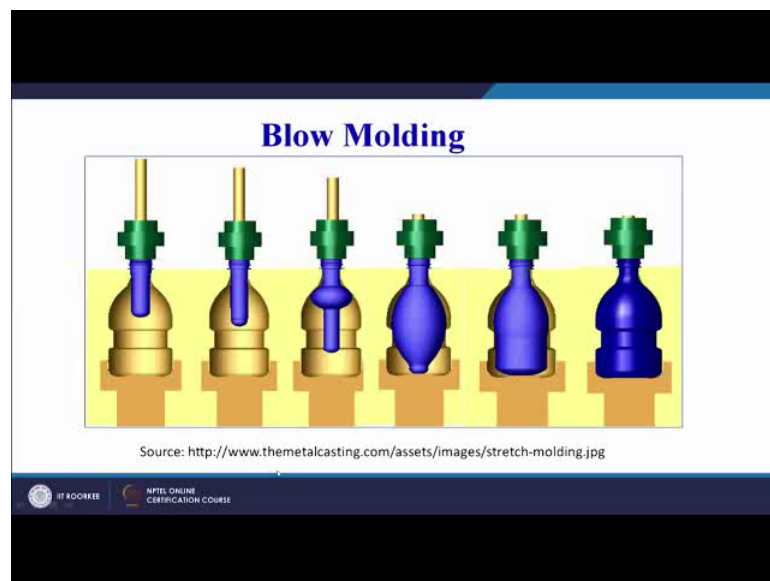 Blow Molding
Source: http://www.themetalcasting.com/assets/images/stretch-molding.jpg
IIT ROORKEE
NPTEL ONLINE
CERTIFICATION COURSE